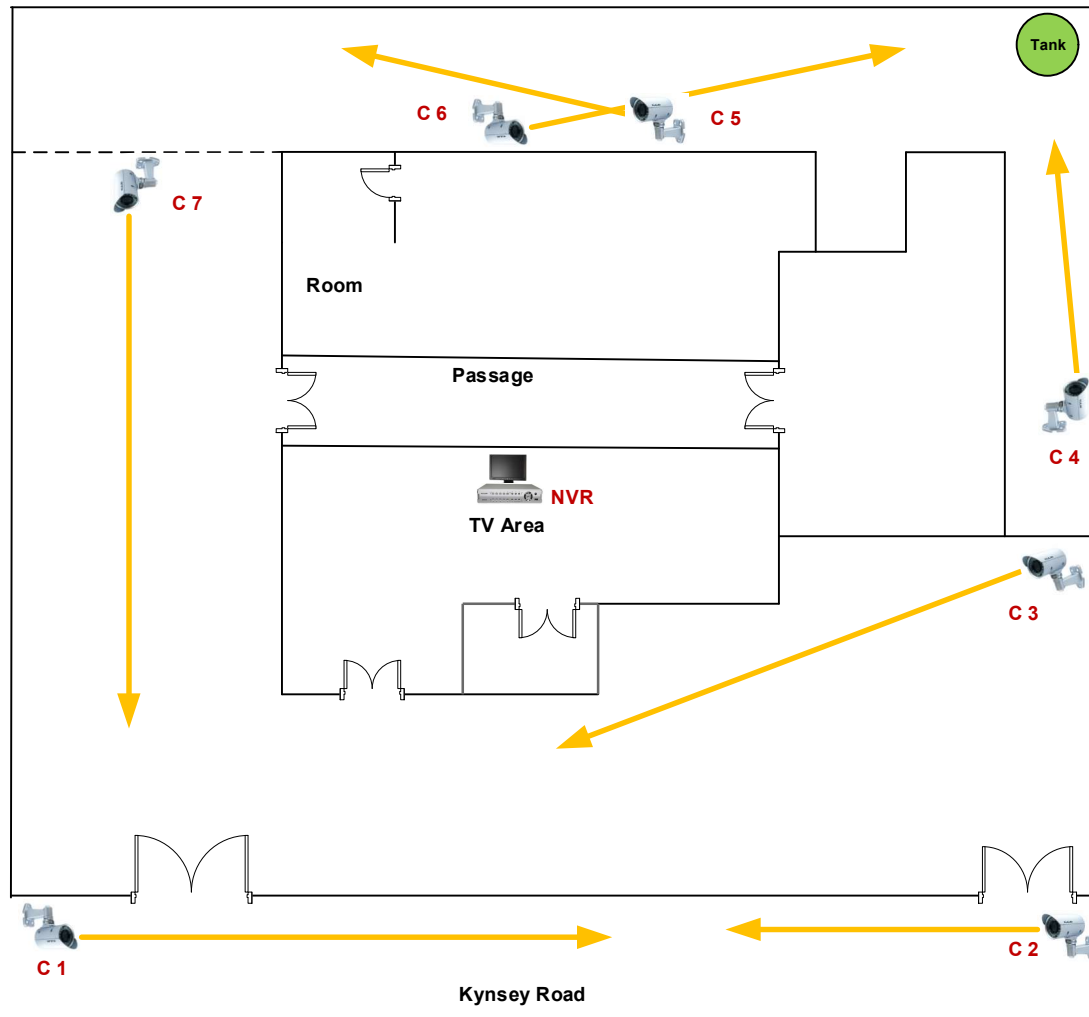 Tank
C 6
C 5
C 7
Room
Passage
C 4
NVR
TV Area
C 3
C 2
C 1
Kynsey Road